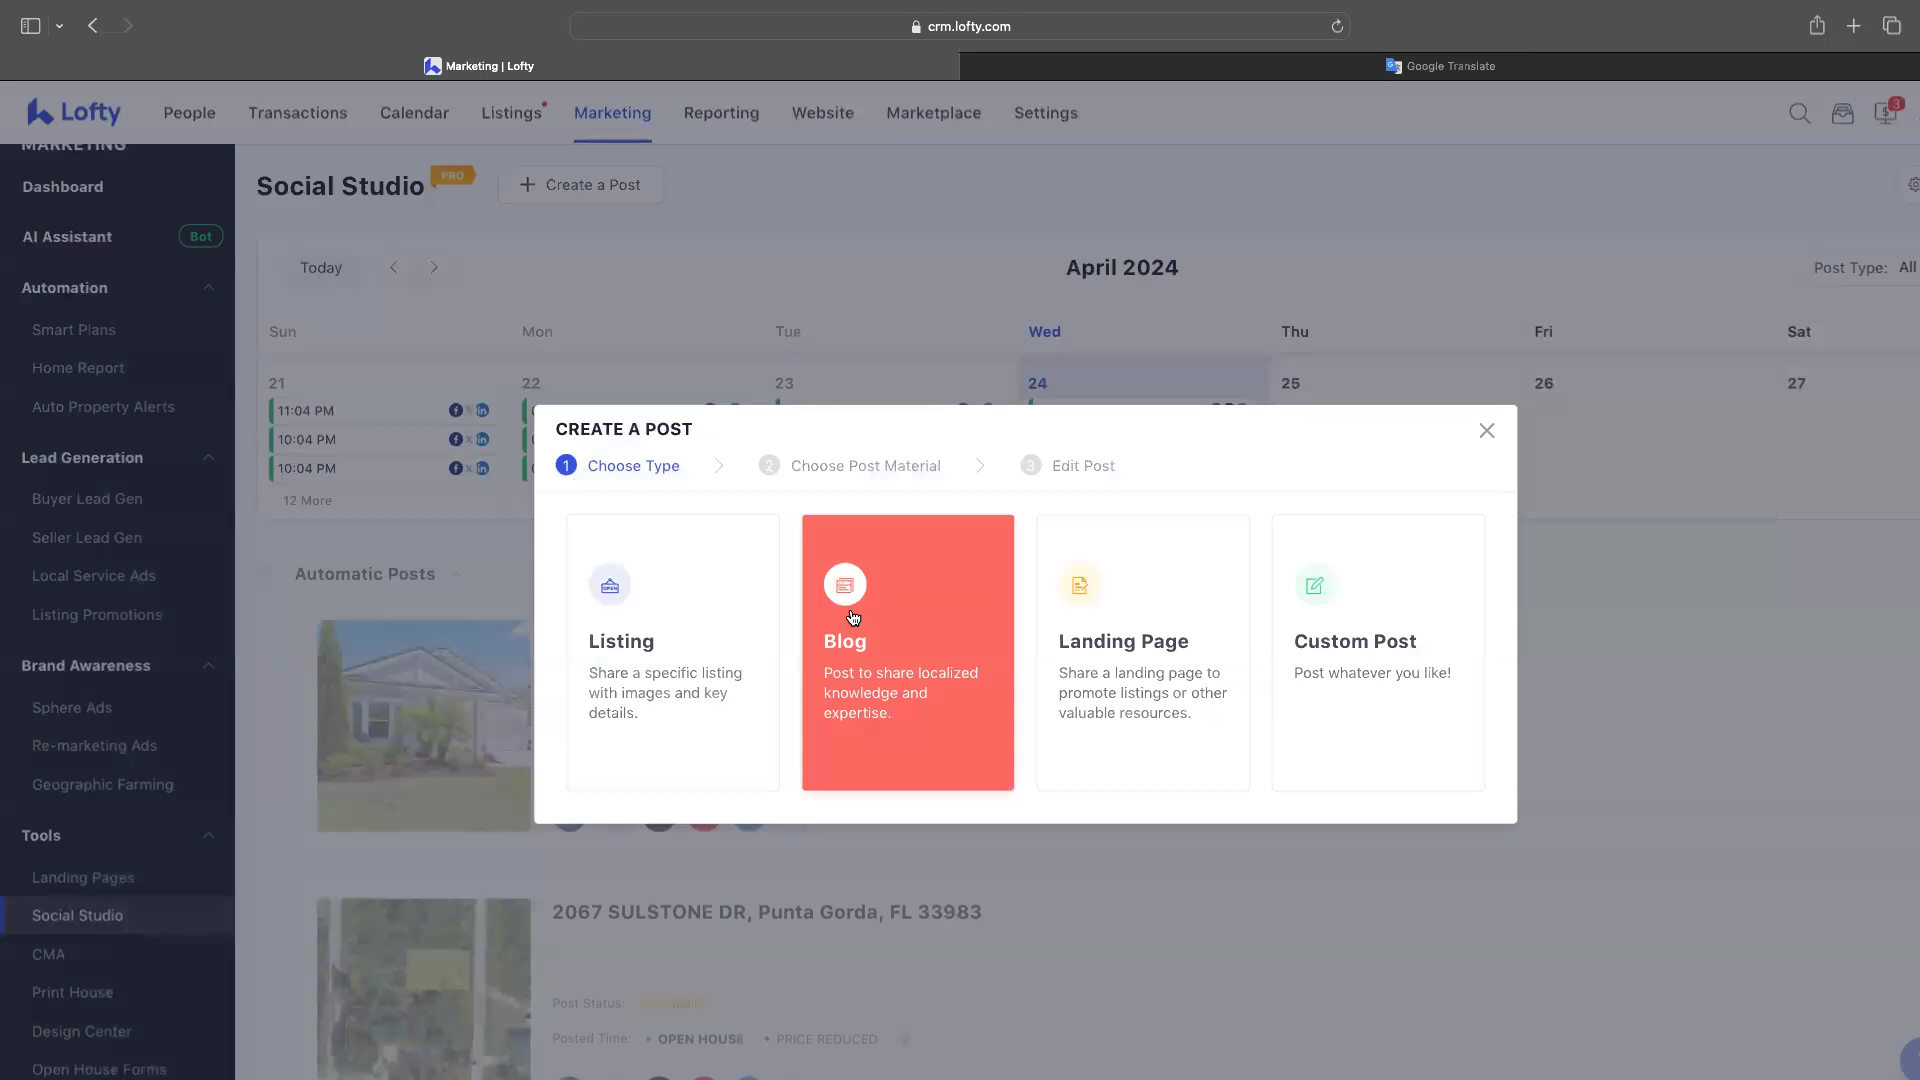 crm.lofty.com
Marketing | Lofty
Google Translate
Lofty
People
Transactions
Calendar
Listings
Marketing
Reporting
Website
Marketplace
Settings
3
MARKETING
Dashboard
AI Assistant
Bot
Automation
Smart Plans
Home Report
Auto Property Alerts
Lead Generation
Buyer Lead Gen
Seller Lead Gen
Local Service Ads
Listing Promotions
Brand Awareness
Sphere Ads
Re-marketing Ads
Geographic Farming
Tools
Landing Pages
Social Studio
CMA
Print House
Design Center
Open House Forms
Social Studio
PRO
+ Create a Post
Today
April 2024
Post Type: All
Sun
Mon
Tue
Wed
Thu
Fri
Sat
21
22
23
24
25
26
27
11:04 PM
10:04 PM
10:04 PM
12 More
Automatic Posts
CREATE A POST
1 Choose Type
2 Choose Post Material
3 Edit Post
Listing
Share a specific listing
with images and key
details.
Blog
Post to share localized
knowledge and
expertise.
Landing Page
Share a landing page to
promote listings or other
valuable resources.
Custom Post
Post whatever you like!
2067 SULSTONE DR, Punta Gorda, FL 33983
Post Status:
Posted Time:
• OPEN HOUSE
• PRICE REDUCED